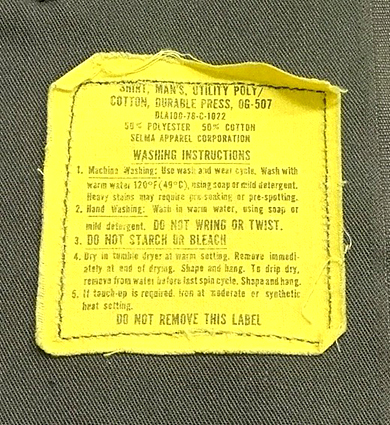 SHIRT, MAN'S, UTILITY POLY/
COTTON, DURABLE PRESS, OG-507
DLA100-78-C-1022
50% POLYESTER 50% COTTON
SELMA APPAREL CORPORATION
WASHING INSTRUCTIONS
1. Machine Washing: Use wash and wear cycle. Wash with
warm water 120°F(49°C), using soap or mild detergent.
Heavy stains may require pre-soaking or pre-spotting.
2. Hand Washing: Wash in warm water, using soap or
mild detergent. DO NOT WRING OR TWIST.
3. DO NOT STARCH OR BLEACH
4. Dry in tumble dryer at warm setting. Remove immedi-
ately at end of drying. Shape and hang. To drip dry,
remove from water before last spin cycle. Shape and hang.
5. If touch-up is required, iron at moderate or synthetic
heat setting.
DO NOT REMOVE THIS LABEL